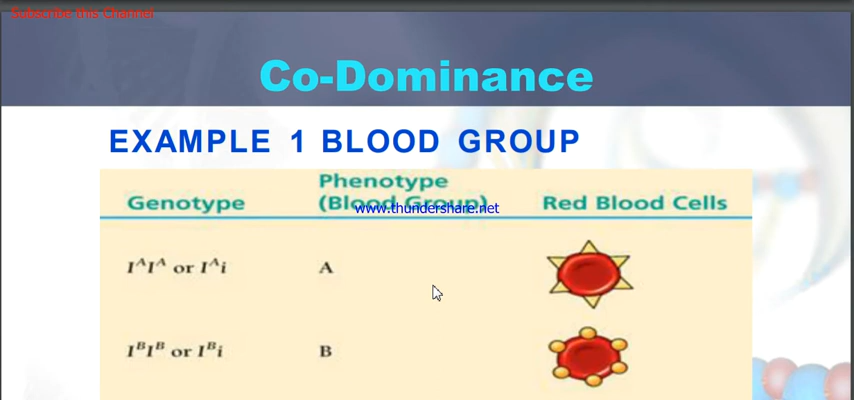 Subscribe this Channel
Co-Dominance
EXAMPLE 1 BLOOD GROUP
Phenotype
Genotype (Blood Group) Red Blood Cells
www.thundershare.net
IᴬIᴬ or Iᴬi A
IᴮIᴮ or Iᴮi B